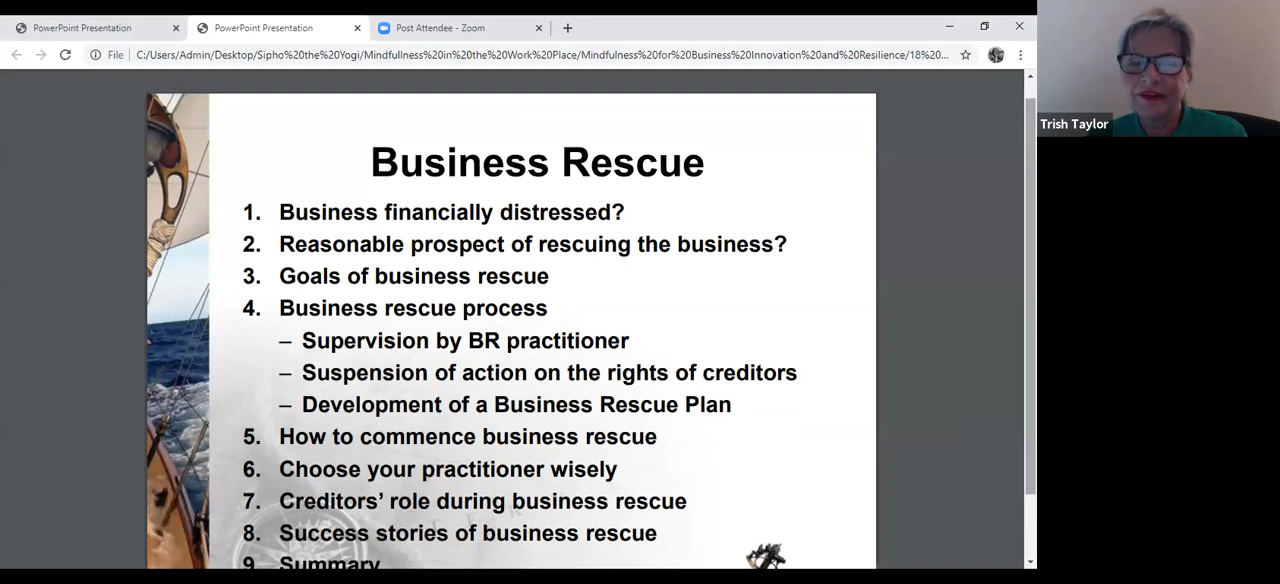 PowerPoint Presentation
PowerPoint Presentation
Post Attendee - Zoom
File
C:/Users/Admin/Desktop/Sipho%20the%20Yogi/Mindfullness%20in%20the%20Work%20Place/Mindfulness%20for%20Business%20Innovation%20and%20Resilience/18%20...
Trish Taylor
Business Rescue
1. Business financially distressed?
2. Reasonable prospect of rescuing the business?
3. Goals of business rescue
4. Business rescue process
– Supervision by BR practitioner
– Suspension of action on the rights of creditors
– Development of a Business Rescue Plan
5. How to commence business rescue
6. Choose your practitioner wisely
7. Creditors’ role during business rescue
8. Success stories of business rescue
9. Summary